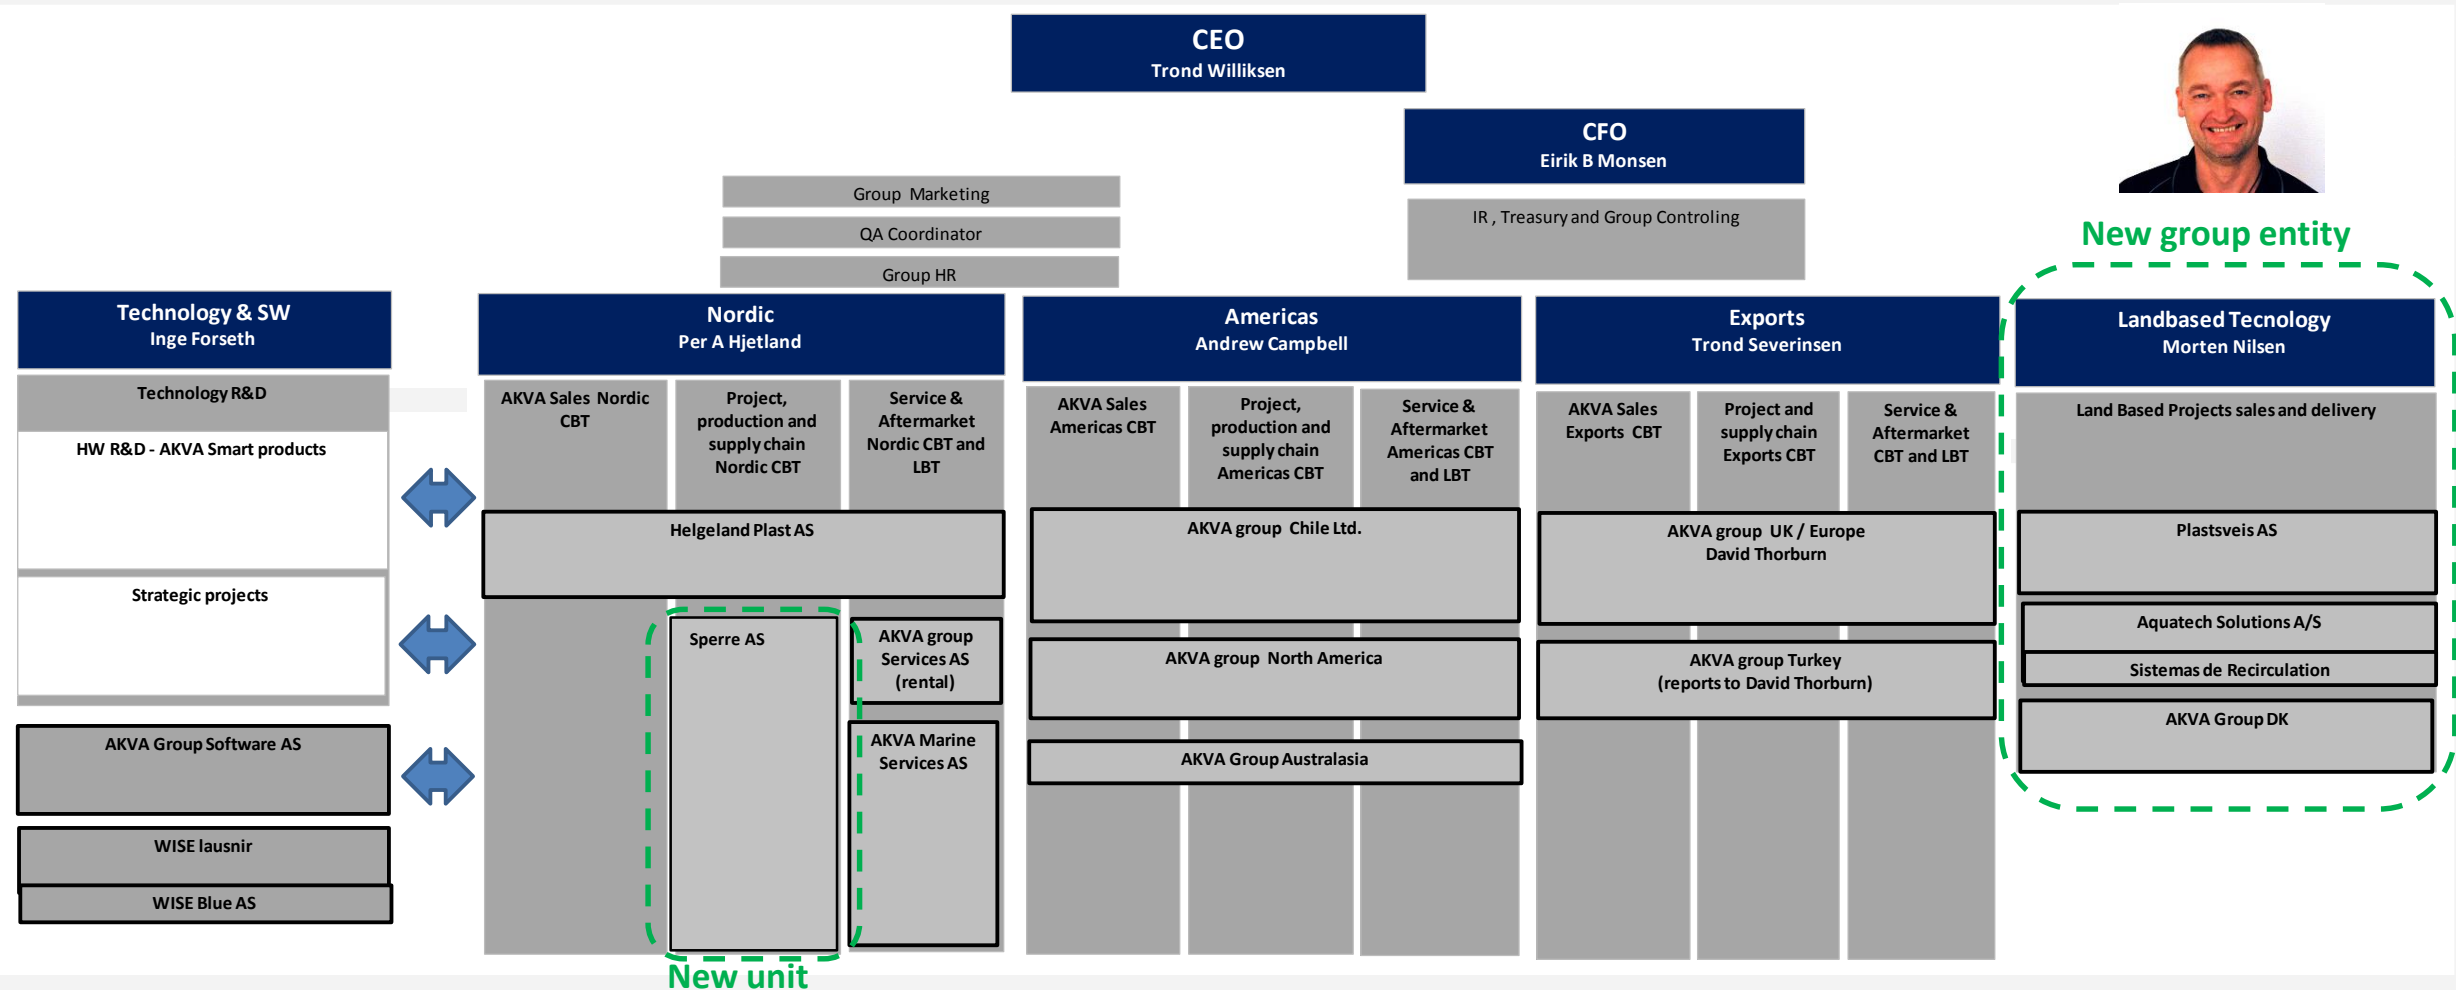 CEO
Trond Williksen
CFO
Eirik B Monsen
Group Marketing
QA Coordinator
Group HR
IR , Treasury and Group Controling
New group entity
Technology & SW
Inge Forseth
Technology R&D
HW R&D - AKVA Smart products
Strategic projects
AKVA Group Software AS
WISE lausnir
WISE Blue AS
Nordic
Per A Hjetland
AKVA Sales Nordic
CBT
Project,
production and
supply chain
Nordic CBT
Service &
Aftermarket
Nordic CBT and
LBT
Helgeland Plast AS
Sperre AS
AKVA group
Services AS
(rental)
AKVA Marine
Services AS
New unit
Americas
Andrew Campbell
AKVA Sales
Americas CBT
Project,
production and
supply chain
Americas CBT
Service &
Aftermarket
Americas CBT
and LBT
AKVA group Chile Ltd.
AKVA group North America
AKVA Group Australasia
Exports
Trond Severinsen
AKVA Sales
Exports CBT
Project and
supply chain
Exports CBT
Service &
Aftermarket
CBT and LBT
AKVA group UK / Europe
David Thorburn
AKVA group Turkey
(reports to David Thorburn)
Landbased Tecnology
Morten Nilsen
Land Based Projects sales and delivery
Plastsveis AS
Aquatech Solutions A/S
Sistemas de Recirculation
AKVA Group DK